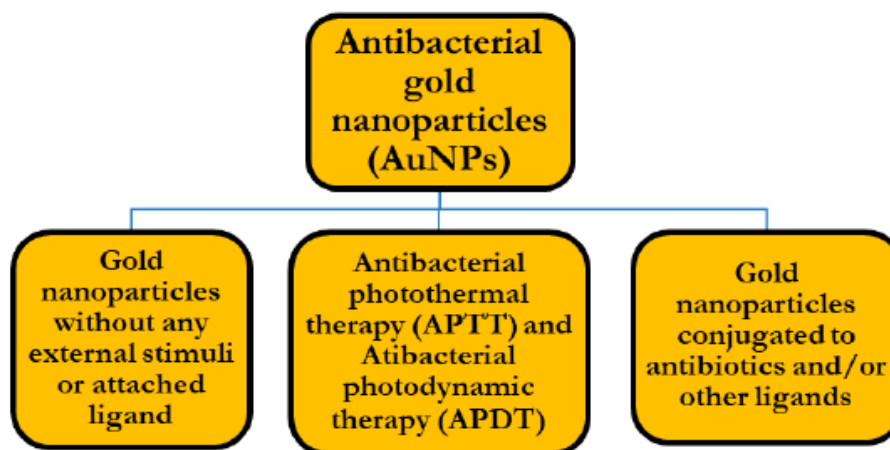 Antibacterial
gold
nanoparticles
(AuNPs)
Gold
nanoparticles
without any
external stimuli
or attached
ligand
Antibacterial
photothermal
therapy (APTT) and
Atibacterial
photodynamic
therapy (APDT)
Gold
nanoparticles
conjugated to
antibiotics and/or
other ligands